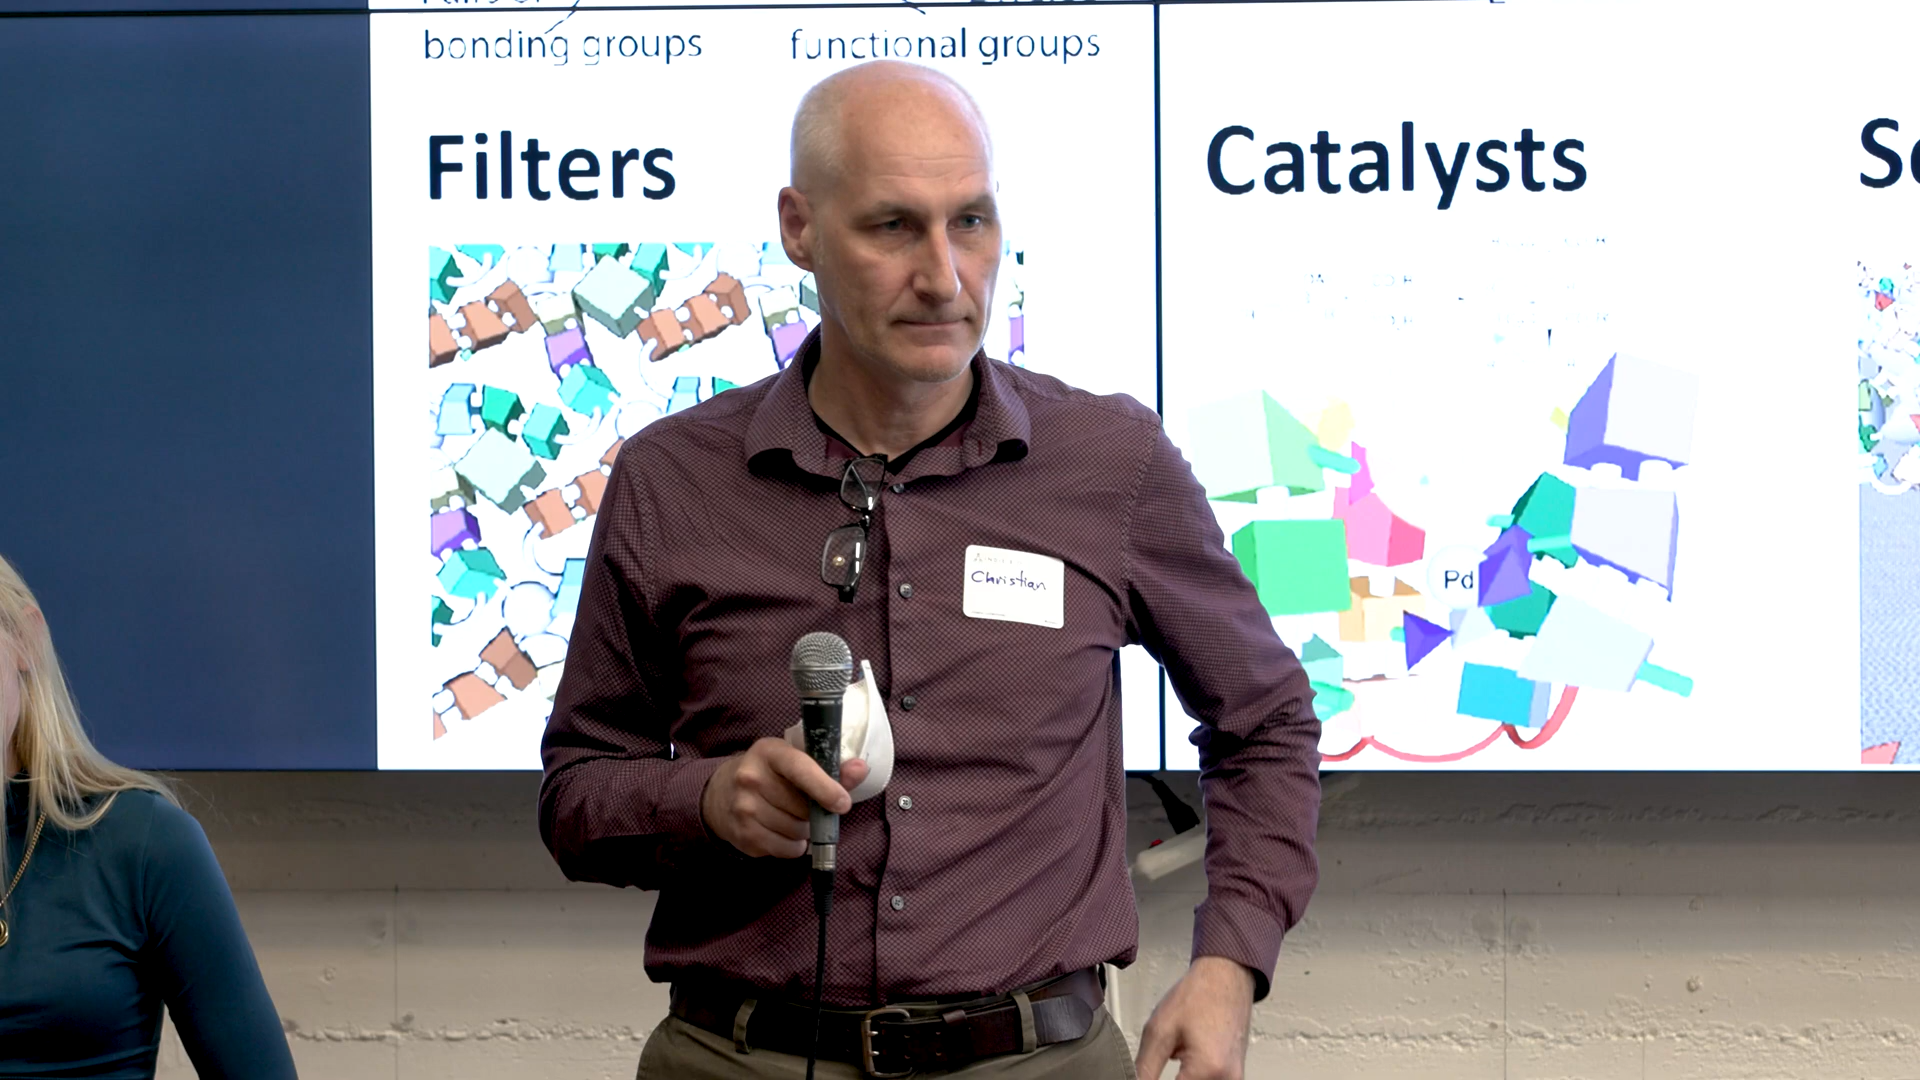 bonding groups
functional groups
Filters
Catalysts
Pd
Christian